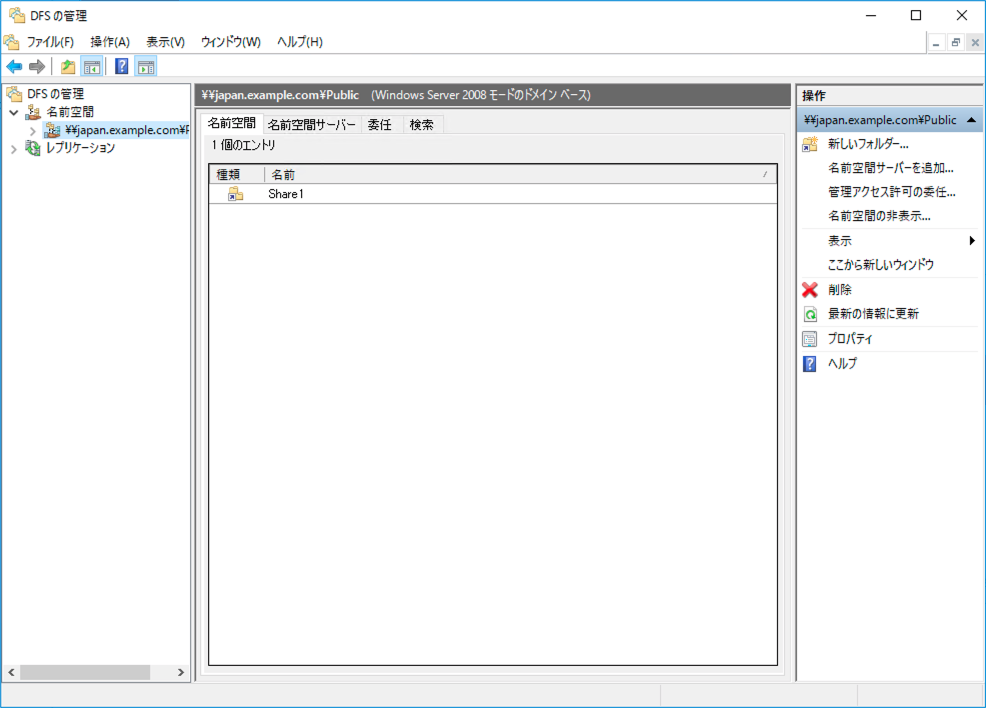 DFS の管理
ファイル(F) 操作(A) 表示(V) ウィンドウ(W) ヘルプ(H)
DFS の管理
名前空間
¥¥japan.example.com¥P
レプリケーション
¥¥japan.example.com¥Public (Windows Server 2008 モードのドメイン ベース)
名前空間 名前空間サーバー 委任 検索
1 個のエントリ
種類 名前
Share1
操作
¥¥japan.example.com¥Public
新しいフォルダー...
名前空間サーバーを追加...
管理アクセス許可の委任...
名前空間の非表示...
表示
ここから新しいウィンドウ
削除
最新の情報に更新
プロパティ
ヘルプ